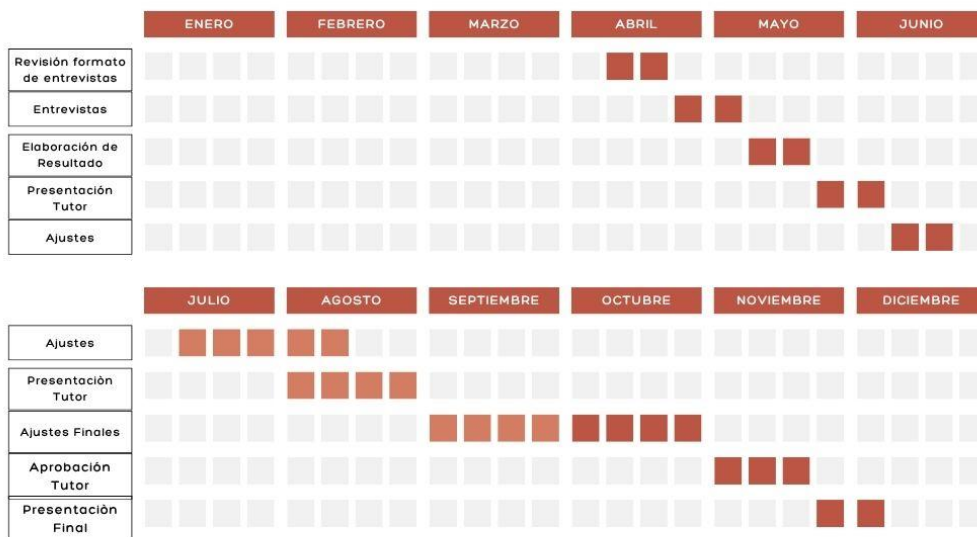 ENERO FEBRERO MARZO ABRIL MAYO JUNIO
Revisión formato
de entrevistas
Entrevistas
Elaboración de
Resultado
Presentación
Tutor
Ajustes
JULIO AGOSTO SEPTIEMBRE OCTUBRE NOVIEMBRE DICIEMBRE
Ajustes
Presentación
Tutor
Ajustes Finales
Aprobación
Tutor
Presentación
Final